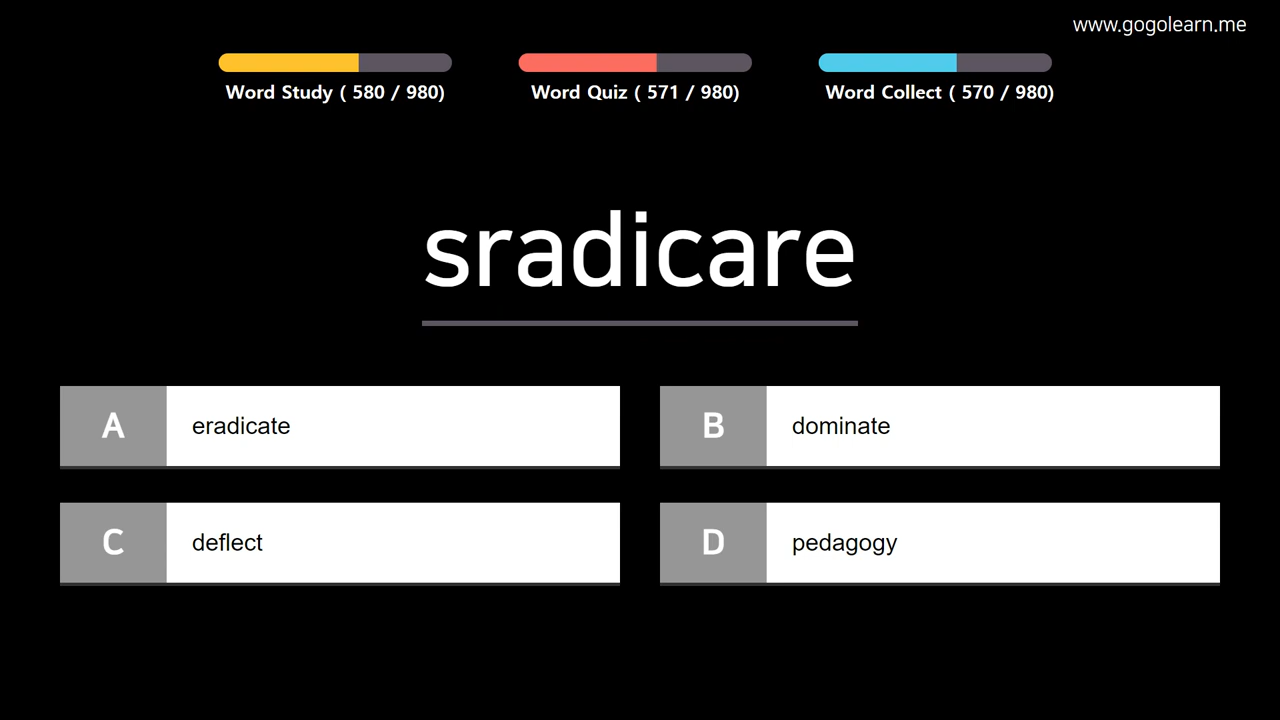 www.gogolearn.me
Word Study ( 580 / 980)
Word Quiz ( 571 / 980)
Word Collect ( 570 / 980)
sradicare
A eradicate
B dominate
C deflect
D pedagogy